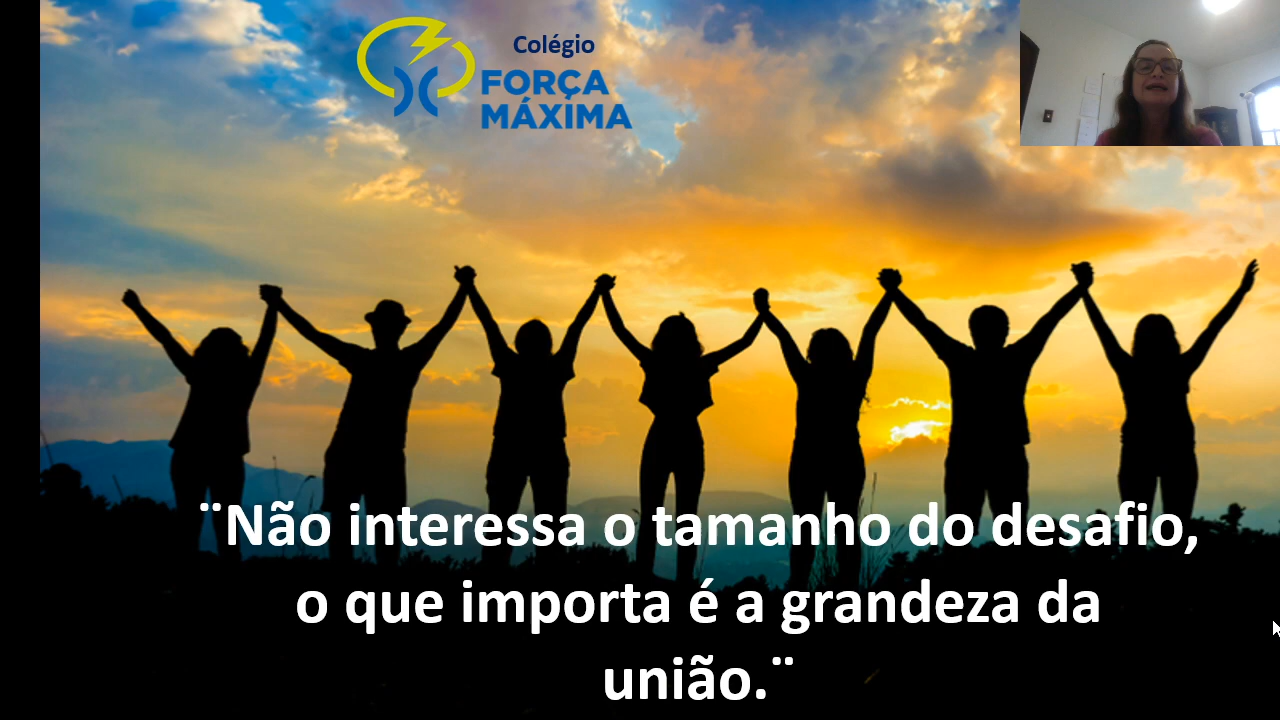 Colégio
FORÇA
MÁXIMA
¨Não interessa o tamanho do desafio,
o que importa é a grandeza da
união.¨